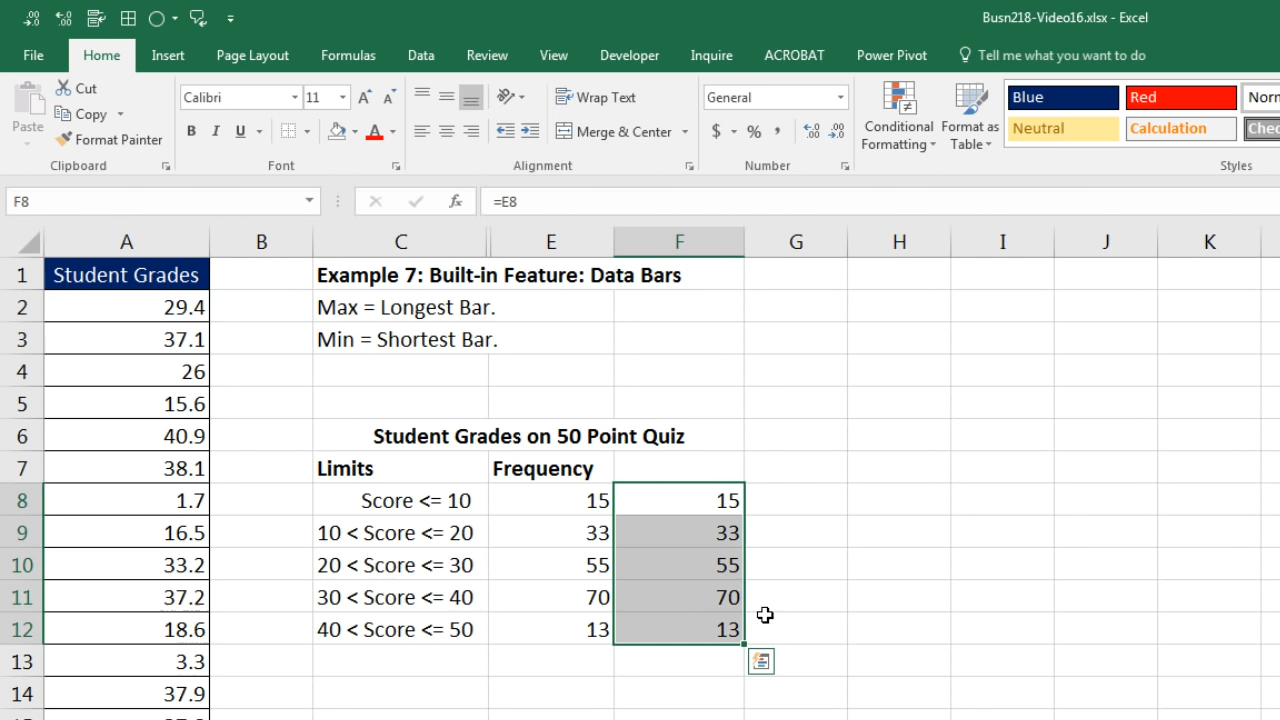 Busn218-Video16.xlsx - Excel
File Home Insert Page Layout Formulas Data Review View Developer Inquire ACROBAT Power Pivot Tell me what you want to do
Paste
Cut
Copy
Format Painter
Clipboard
Calibri 11
B I U
Font
Wrap Text
Merge & Center
Alignment
General
$ % ,
Number
Conditional Formatting
Format as Table
Blue Red
Neutral Calculation
Styles
F8 fx =E8
A B C E F G H I J K
1 Student Grades Example 7: Built-in Feature: Data Bars
2 29.4 Max = Longest Bar.
3 37.1 Min = Shortest Bar.
4 26
5 15.6
6 40.9 Student Grades on 50 Point Quiz
7 38.1 Limits Frequency
8 1.7 Score <= 10 15 15
9 16.5 10 < Score <= 20 33 33
10 33.2 20 < Score <= 30 55 55
11 37.2 30 < Score <= 40 70 70
12 18.6 40 < Score <= 50 13 13
13 3.3
14 37.9